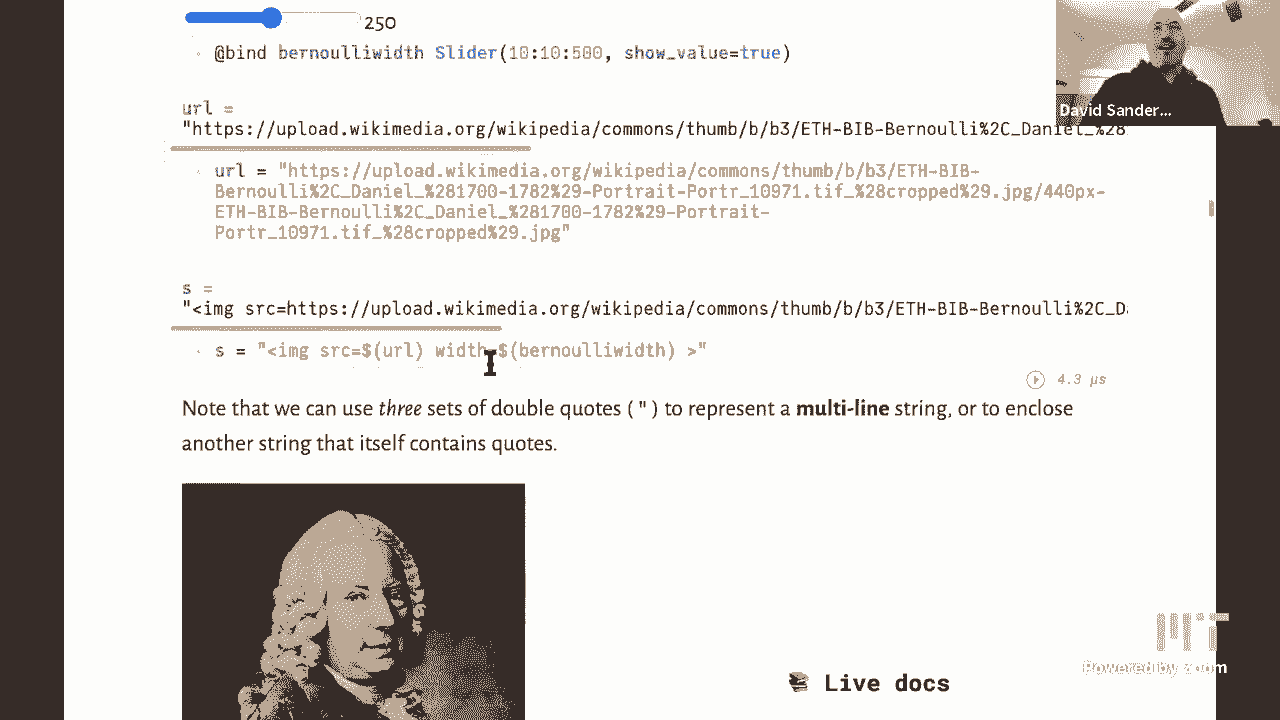 250
@bind bernoulliwidth Slider(10:10:500, show_value=true)
David Sander...
url =
"https://upload.wikimedia.org/wikipedia/commons/thumb/b/b3/ETH-BIB-Bernoulli%2C_Daniel_%28
url = "https://upload.wikimedia.org/wikipedia/commons/thumb/b/b3/ETH-BIB-
Bernoulli%2C_Daniel_%281700-1782%29-Portrait-Portr_10971.tif_%28cropped%29.jpg/440px-
ETH-BIB-Bernoulli%2C_Daniel_%281700-1782%29-Portrait-
Portr_10971.tif_%28cropped%29.jpg"
s =
"<img src=https://upload.wikimedia.org/wikipedia/commons/thumb/b/b3/ETH-BIB-Bernoulli%2C_D
s = "<img src=$(url) width=$(bernoulliwidth) >"
4.3 μs
Note that we can use three sets of double quotes ( " ) to represent a multi-line string, or to enclose
another string that itself contains quotes.
MIT
Powered by zoom
Live docs